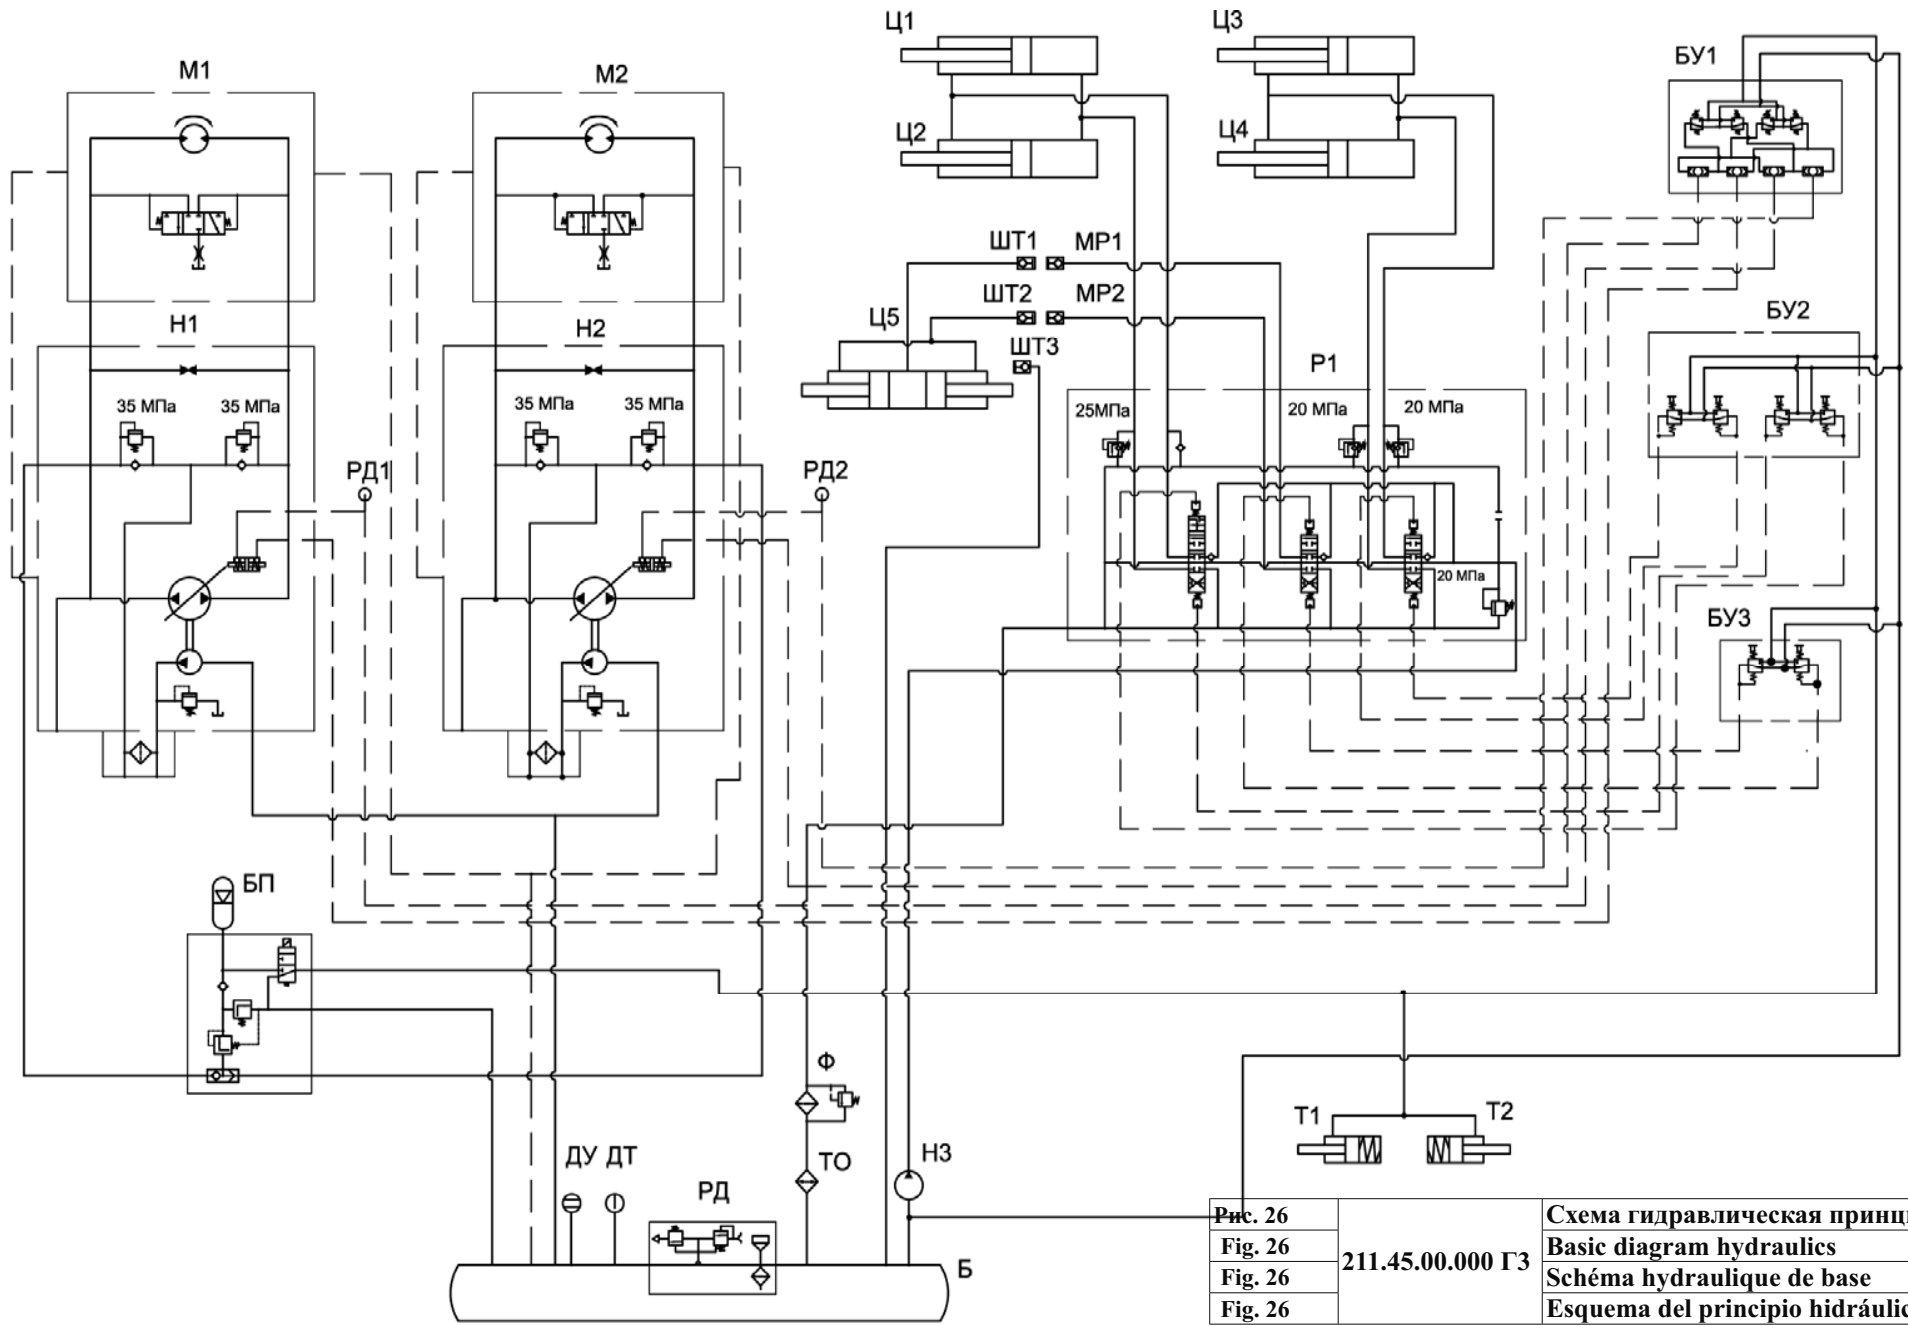 Ц1
Ц3
М1
М2
БУ1
Ц2
Ц4
ШТ1
МР1
ШТ2
МР2
Н1
Н2
Ц5
БУ2
ШТ3
Р1
35 МПа
35 МПа
35 МПа
35 МПа
25МПа
20 МПа
20 МПа
РД1
РД2
20 МПа
БУ3
БП
Ф
Т1
Т2
ДУ
ДТ
ТО
Н3
РД
Б
Рис. 26
Fig. 26
Fig. 26
Fig. 26
211.45.00.000 Г3
Схема гидравлическая принц
Basic diagram hydraulics
Schéma hydraulique de base
Esquema del principio hidráulic